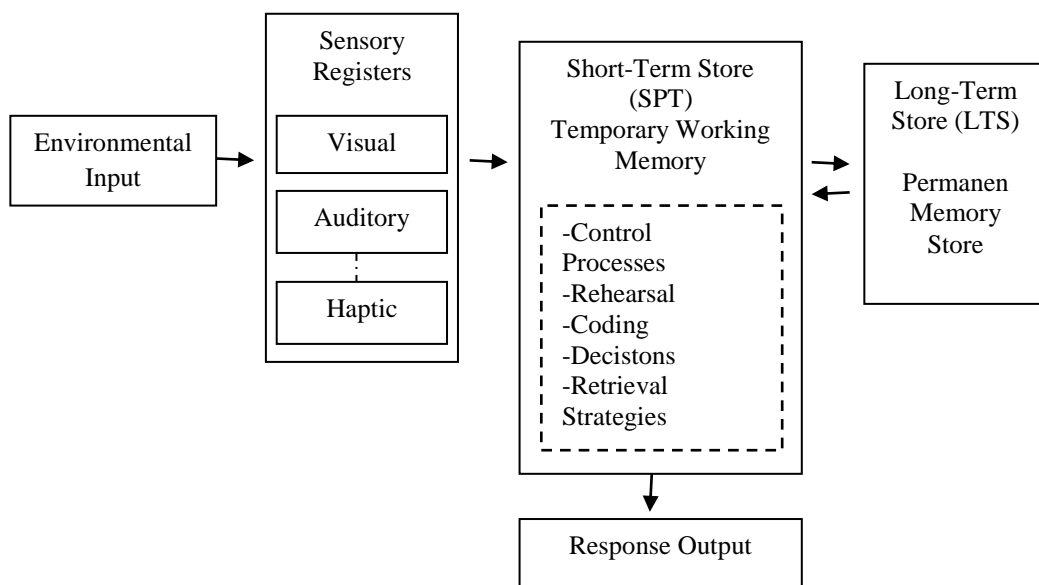 Environmental
Input
Sensory
Registers
Visual
Auditory
Haptic
Short-Term Store
(SPT)
Temporary Working
Memory
-Control
Processes
-Rehearsal
-Coding
-Decistons
-Retrieval
Strategies
Long-Term
Store (LTS)
Permanen
Memory
Store
Response Output